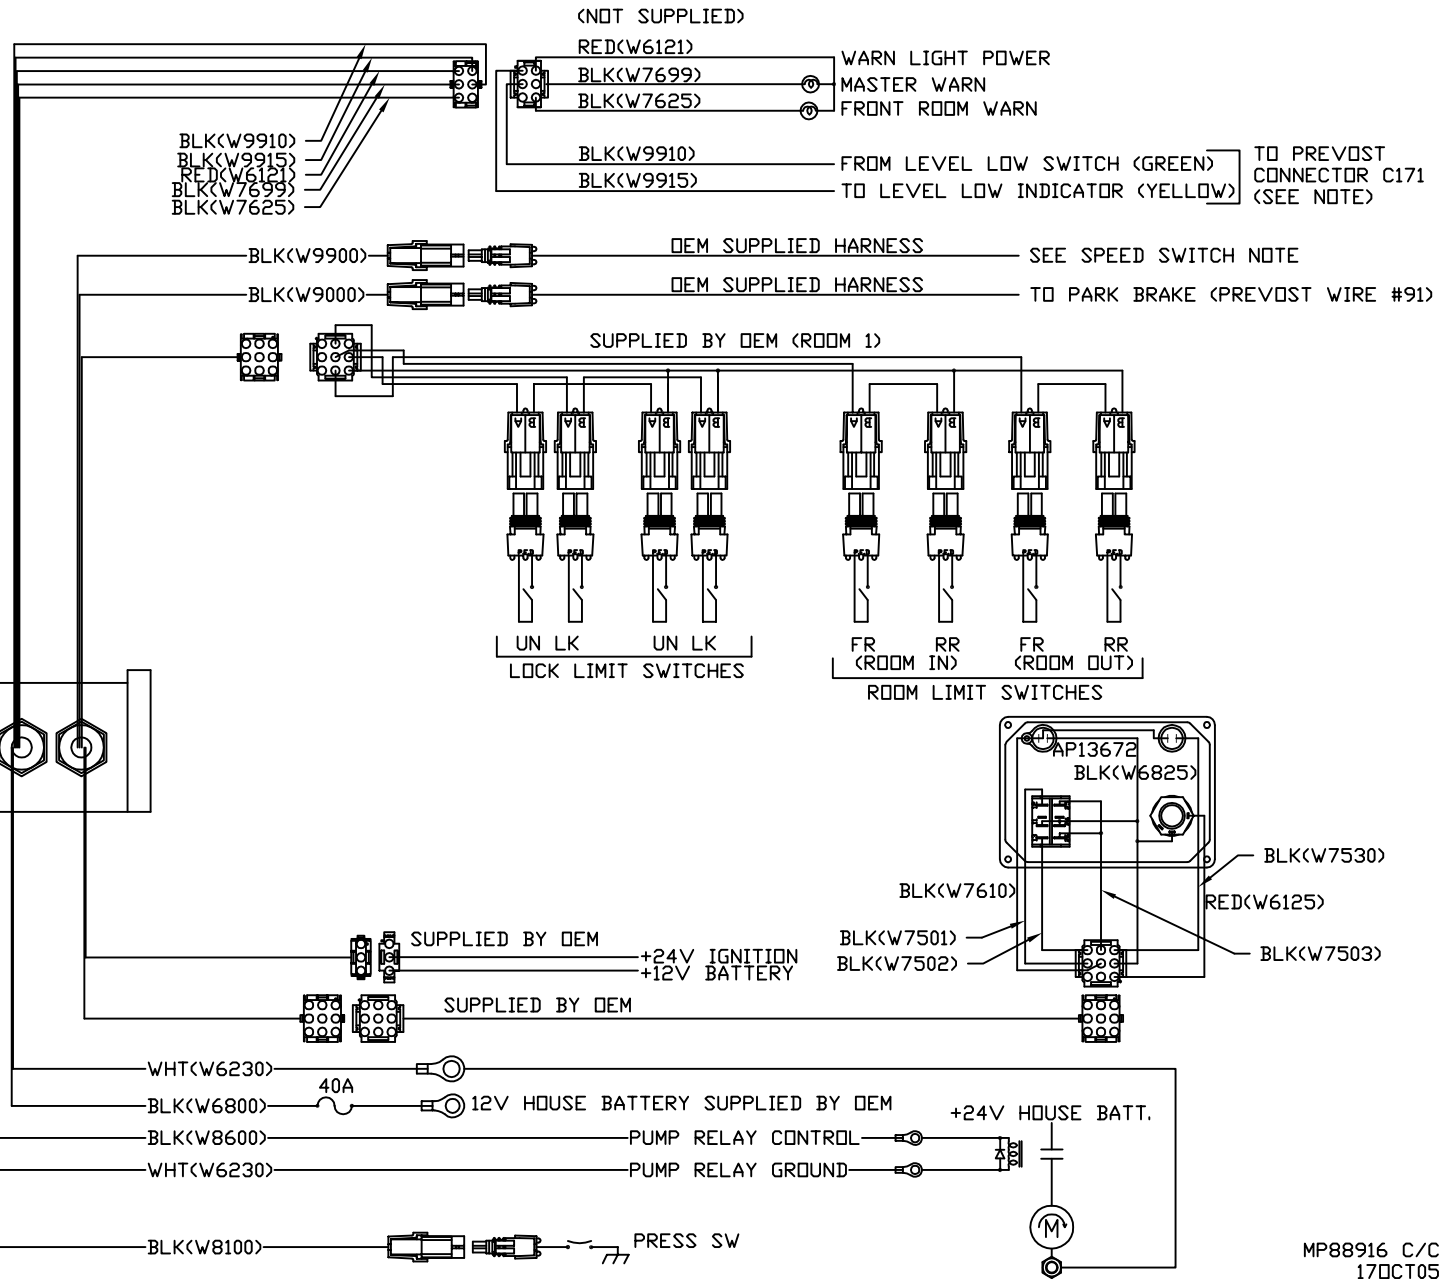 (NOT SUPPLIED)
RED(W6121)
WARN LIGHT POWER
BLK(W7699)
MASTER WARN
BLK(W7625)
FRONT ROOM WARN
BLK(W9910)
BLK(W9915)
RED(W6121)
BLK(W7699)
BLK(W7625)
BLK(W9910)
FROM LEVEL LOW SWITCH (GREEN)
BLK(W9915)
TO LEVEL LOW INDICATOR (YELLOW)
TO PREVOST
CONNECTOR C171
(SEE NOTE)
BLK(W9900)
OEM SUPPLIED HARNESS
SEE SPEED SWITCH NOTE
BLK(W9000)
OEM SUPPLIED HARNESS
TO PARK BRAKE (PREVOST WIRE #91)
SUPPLIED BY OEM (ROOM 1)
A B
A B
A B
A B
A B
A B
A B
A B
UN LK
UN LK
LOCK LIMIT SWITCHES
FR RR
(ROOM IN)
FR RR
(ROOM OUT)
ROOM LIMIT SWITCHES
AP13672
BLK(W6825)
BLK(W7530)
BLK(W7610)
RED(W6125)
BLK(W7501)
BLK(W7502)
BLK(W7503)
SUPPLIED BY OEM
+24V IGNITION
+12V BATTERY
SUPPLIED BY OEM
WHT(W6230)
40A
BLK(W6800)
12V HOUSE BATTERY SUPPLIED BY OEM
+24V HOUSE BATT.
BLK(W8600)
PUMP RELAY CONTROL
WHT(W6230)
PUMP RELAY GROUND
M
BLK(W8100)
PRESS SW
MP88916 C/C
17OCT05